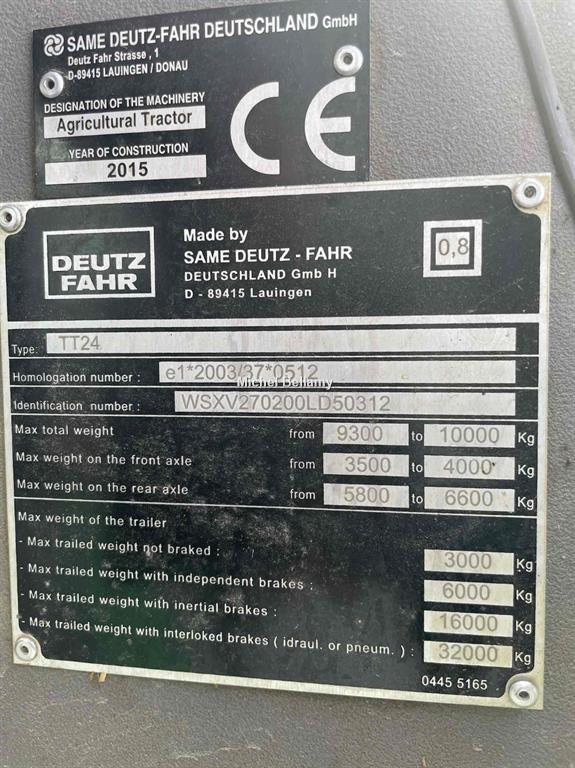 SAME DEUTZ-FAHR DEUTSCHLAND GmbH
Deutz Fahr Strasse , 1
D-89415 LAUINGEN / DONAU
DESIGNATION OF THE MACHINERY
Agricultural Tractor
YEAR OF CONSTRUCTION
2015
CE
DEUTZ
FAHR
Made by
SAME DEUTZ - FAHR
DEUTSCHLAND Gmb H
D - 89415 Lauingen
0,8
Type: TT24
Homologation number : e1*2003/37*0512
Michel Bellamy
Identification number : WSXV270200LD50312
Max total weight from 9300 to 10000 Kg
Max weight on the front axle from 3500 to 4000 Kg
Max weight on the rear axle from 5800 to 6600 Kg
Max weight of the trailer
- Max trailed weight not braked : 3000 Kg
- Max trailed weight with independent brakes : 6000 Kg
- Max trailed weight with inertial brakes : 16000 Kg
- Max trailed weight with interloked brakes ( idraul. or pneum. ) : 32000 Kg
0445 5165